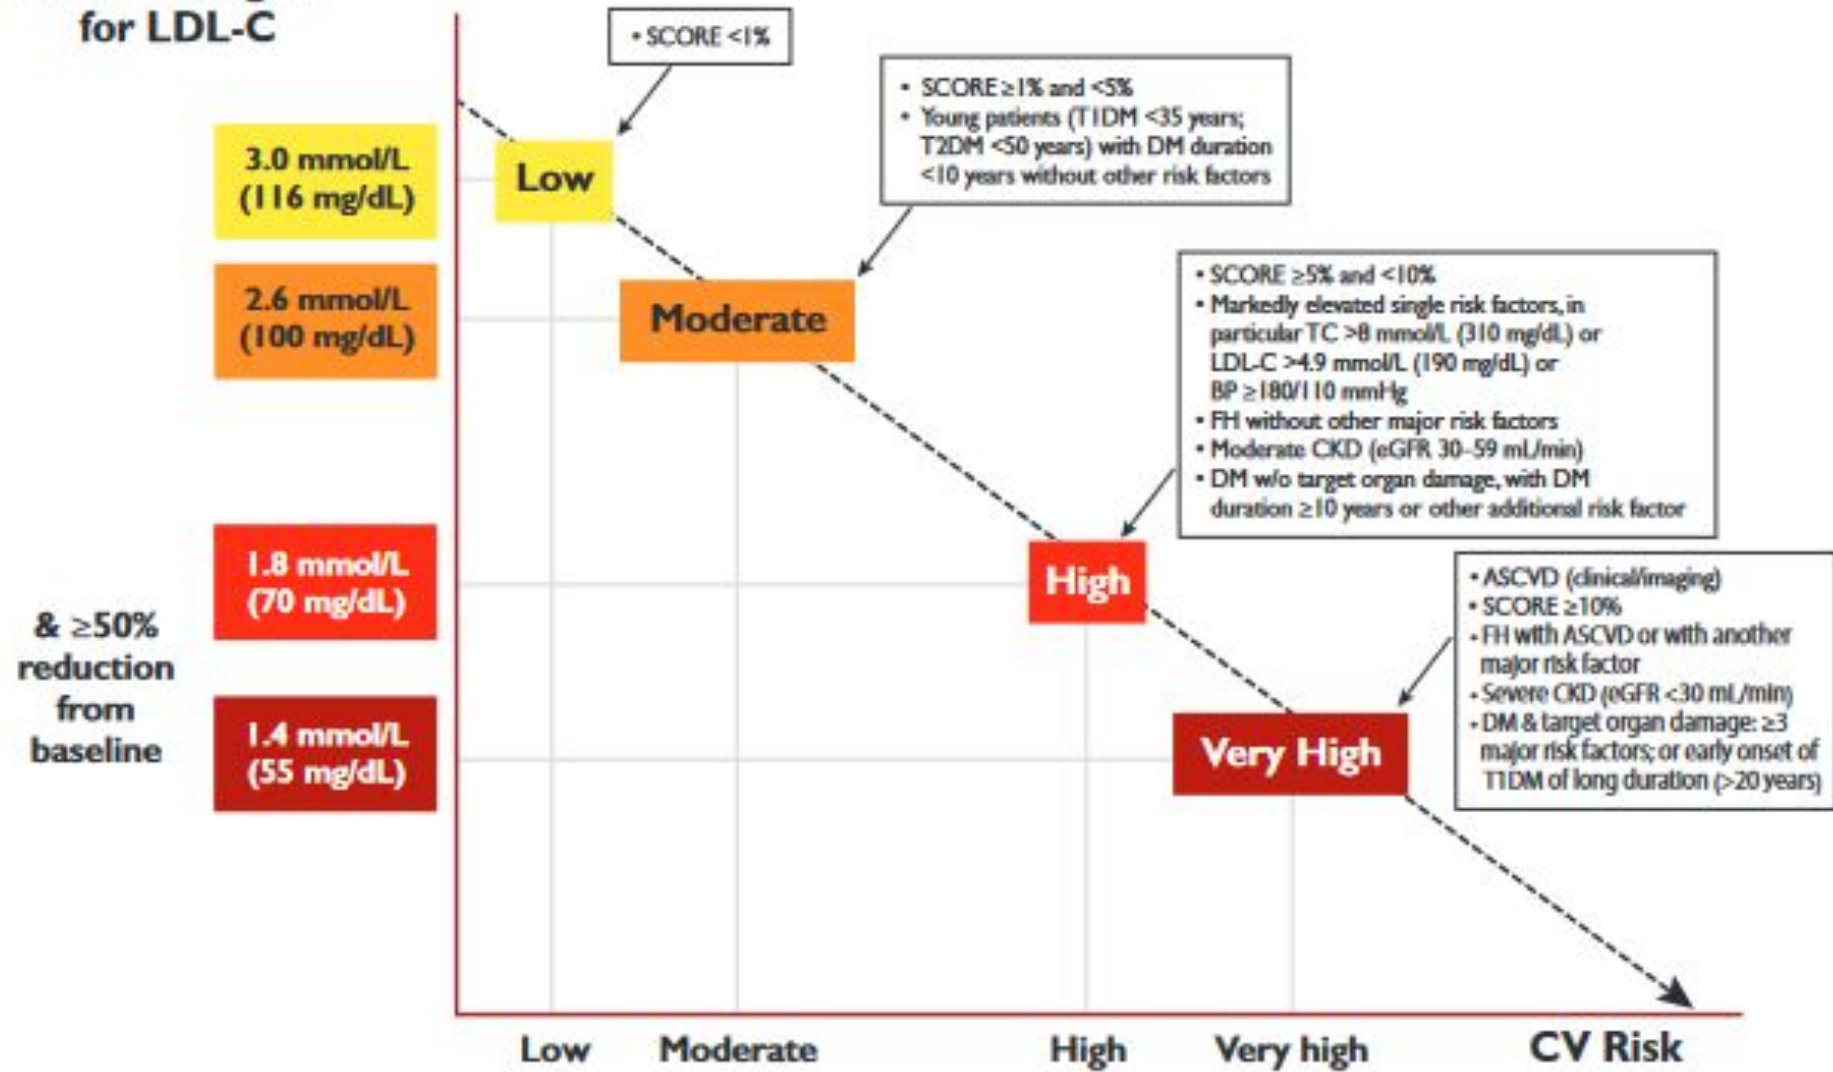 for LDL-C
• SCORE <1%
• SCORE ≥1% and <5%
• Young patients (T1DM <35 years;
T2DM <50 years) with DM duration
<10 years without other risk factors
3.0 mmol/L
(116 mg/dL)
Low
2.6 mmol/L
(100 mg/dL)
Moderate
• SCORE ≥5% and <10%
• Markedly elevated single risk factors, in
particular TC >8 mmol/L (310 mg/dL) or
LDL-C >4.9 mmol/L (190 mg/dL) or
BP ≥180/110 mmHg
• FH without other major risk factors
• Moderate CKD (eGFR 30–59 mL/min)
• DM w/o target organ damage, with DM
duration ≥10 years or other additional risk factor
1.8 mmol/L
(70 mg/dL)
High
& ≥50%
reduction
from
baseline
1.4 mmol/L
(55 mg/dL)
Very High
• ASCVD (clinical/imaging)
• SCORE ≥10%
• FH with ASCVD or with another
major risk factor
• Severe CKD (eGFR <30 mL/min)
• DM & target organ damage: ≥3
major risk factors; or early onset of
T1DM of long duration (>20 years)
Low
Moderate
High
Very high
CV Risk